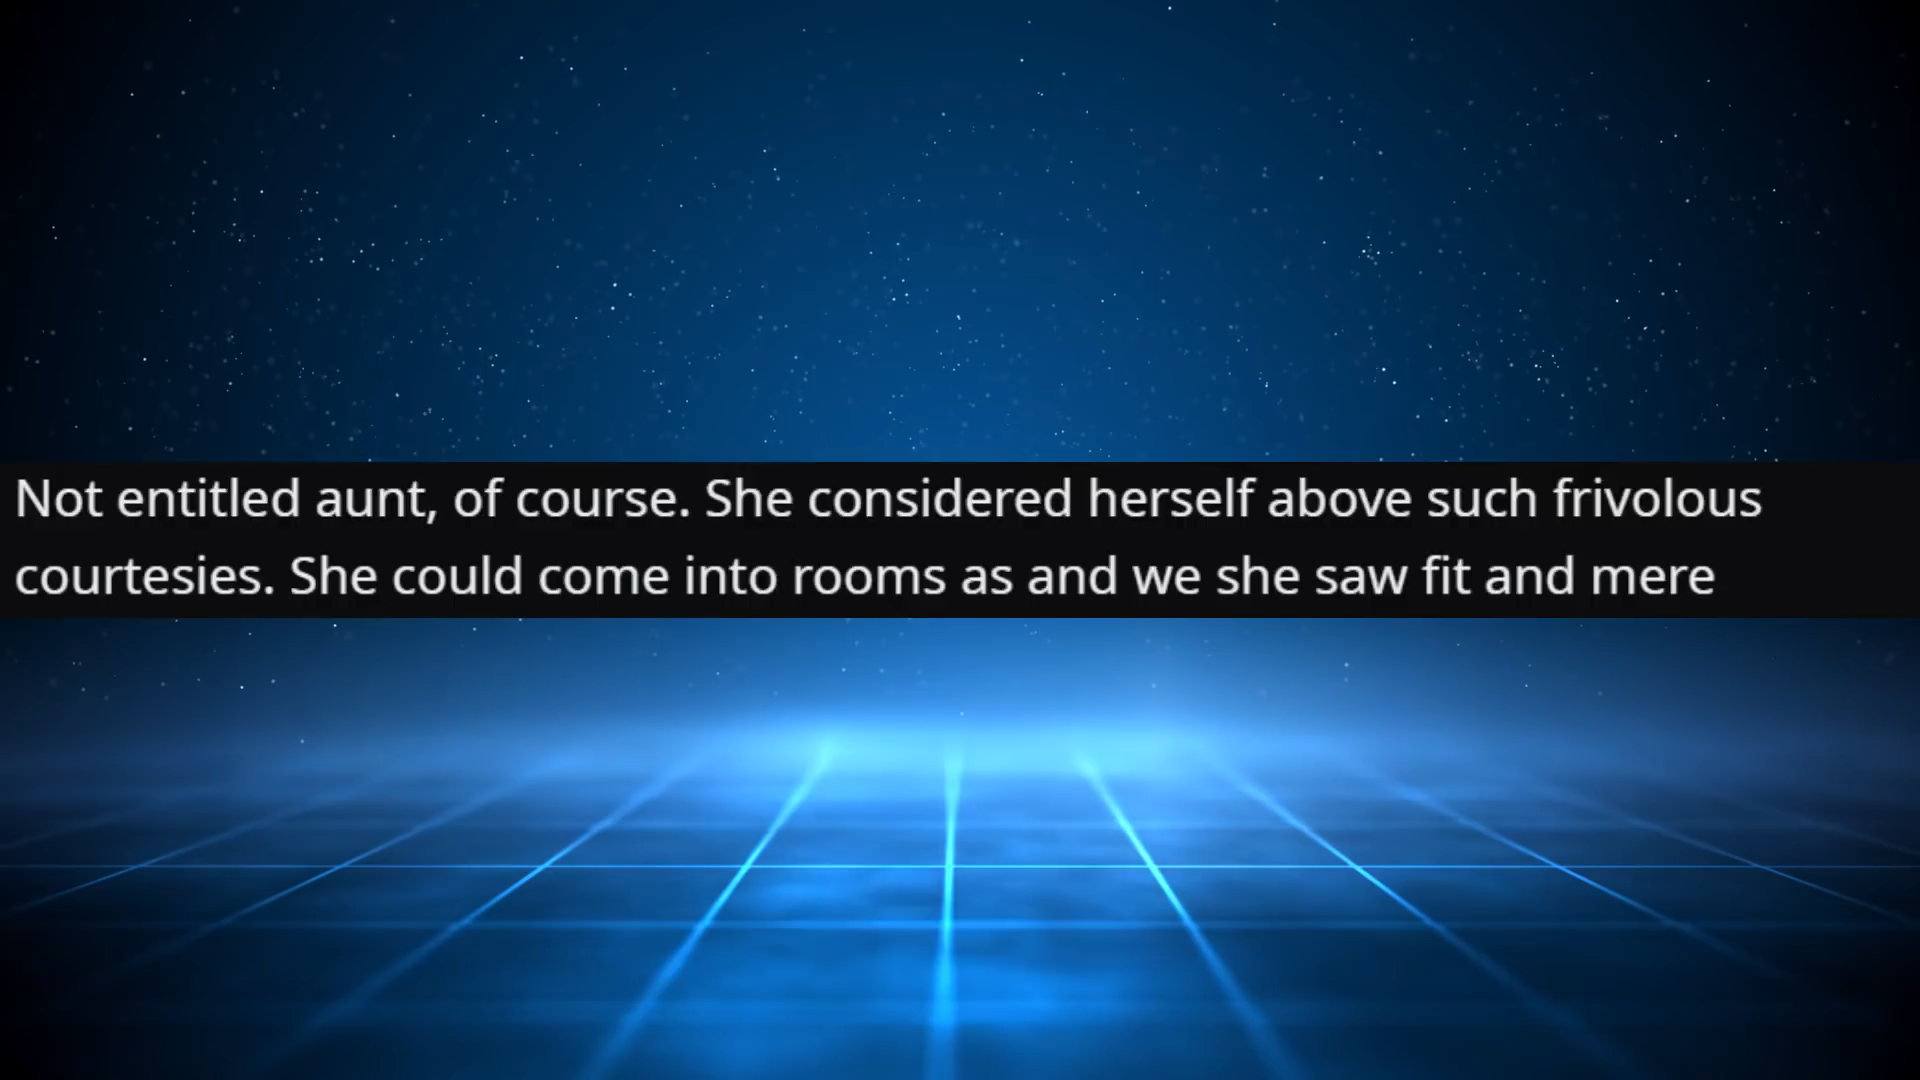 Not entitled aunt, of course. She considered herself above such frivolous
courtesies. She could come into rooms as and we she saw fit and mere